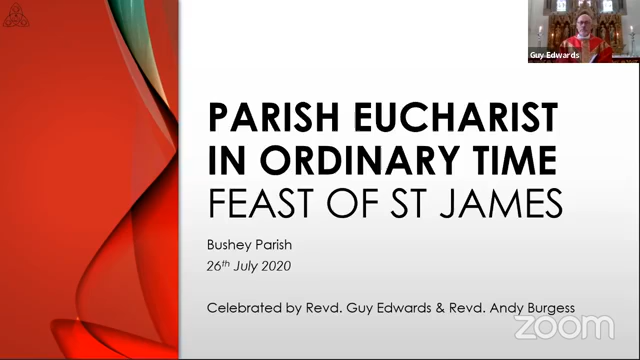 Guy Edwards
PARISH EUCHARIST
IN ORDINARY TIME
FEAST OF ST JAMES
Bushey Parish
26th July 2020
Celebrated by Revd. Guy Edwards & Revd. Andy Burgess
zoom